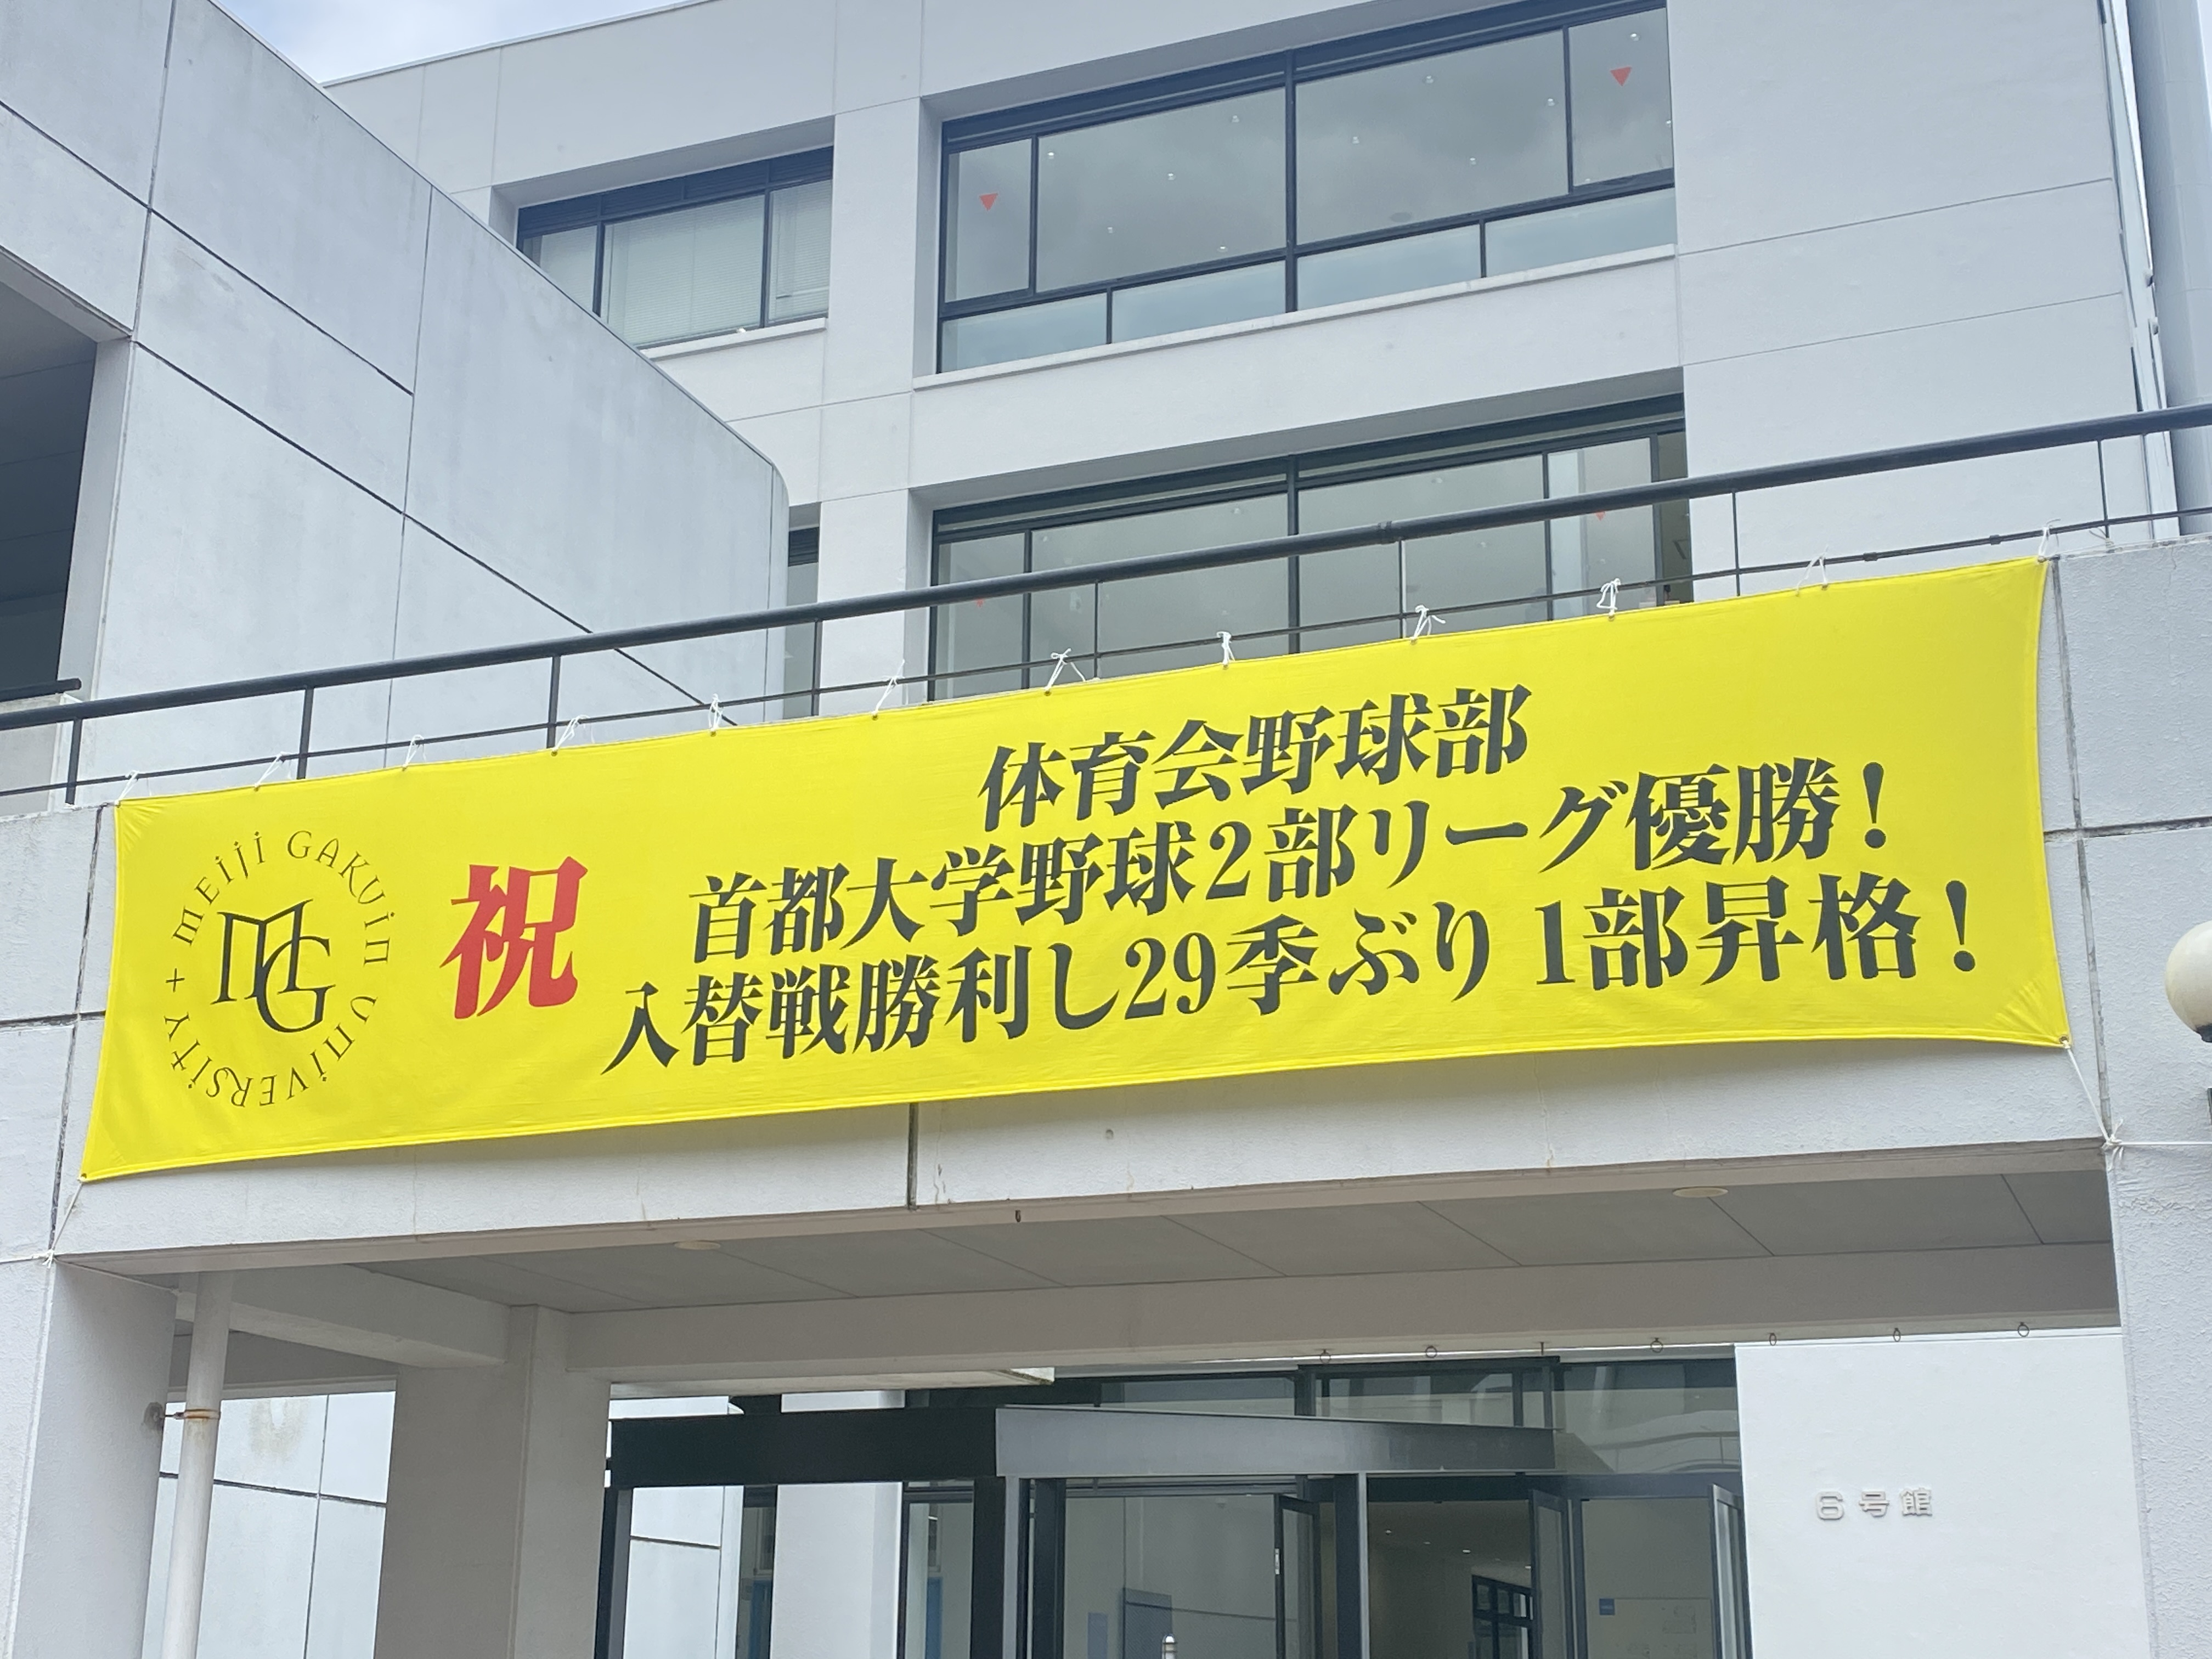 MEIJI GAKUIN UNIVERSITY +
MG
祝
体育会野球部
首都大学野球2部リーグ優勝！
入替戦勝利し29季ぶり1部昇格！
6号館